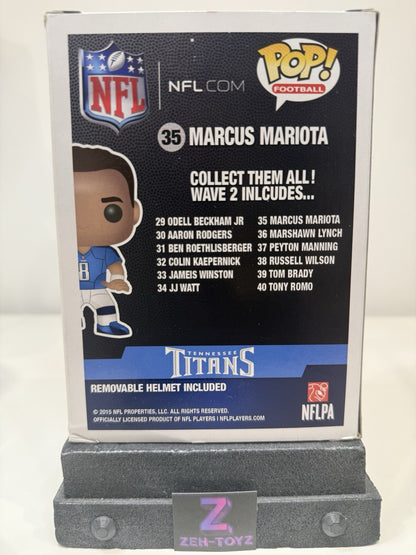 NFL
NFL.COM
POP!
FOOTBALL
35 MARCUS MARIOTA
COLLECT THEM ALL!
WAVE 2 INLCUDES...
29 ODELL BECKHAM JR
30 AARON RODGERS
31 BEN ROETHLISBERGER
32 COLIN KAEPERNICK
33 JAMEIS WINSTON
34 JJ WATT
35 MARCUS MARIOTA
36 MARSHAWN LYNCH
37 PEYTON MANNING
38 RUSSELL WILSON
39 TOM BRADY
40 TONY ROMO
8
TENNESSEE
TITANS
REMOVABLE HELMET INCLUDED
© 2015 NFL PROPERTIES, LLC. ALL RIGHTS RESERVED.
OFFICIALLY LICENSED PRODUCT OF NFL PLAYERS | NFLPLAYERS.COM
NFLPA
Z
ZEH-TOYZ